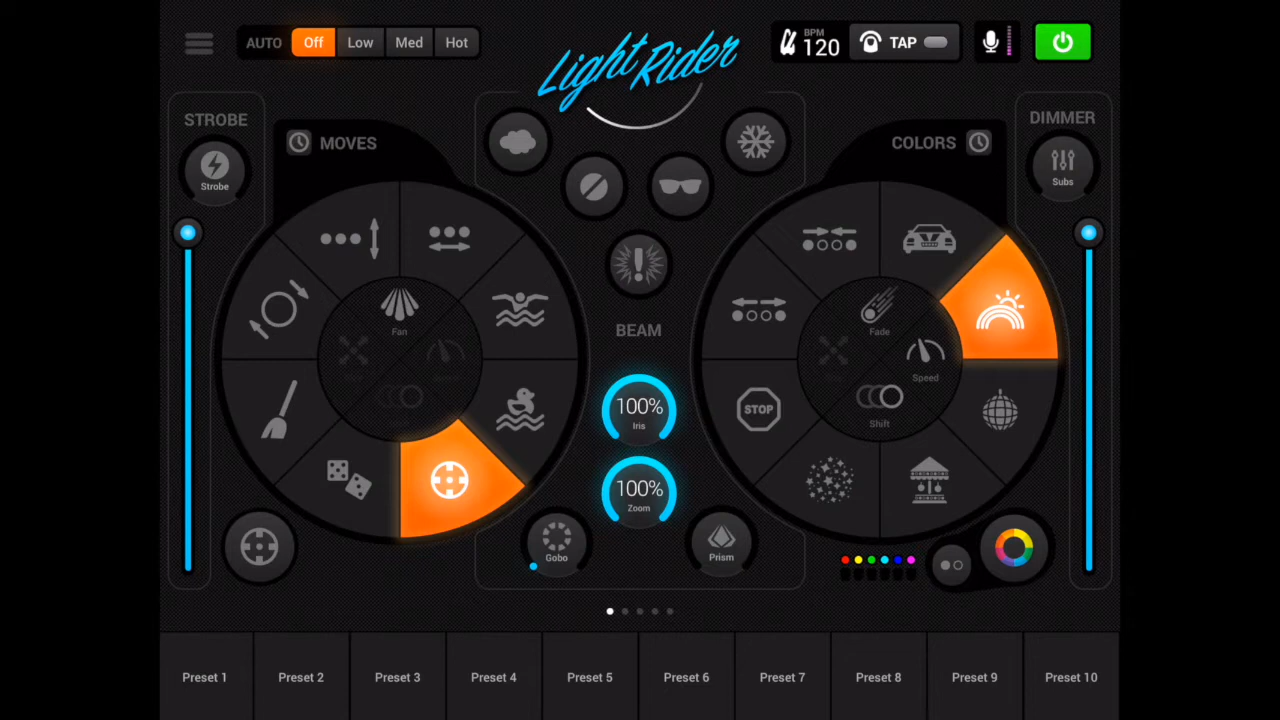 AUTO Off Low Med Hot
Light Rider
BPM
120
TAP
STROBE
Strobe
MOVES
COLORS
DIMMER
Subs
Fan
BEAM
100%
Iris
100%
Zoom
Gobo
Prism
Fade
Speed
Shift
STOP
Preset 1 Preset 2 Preset 3 Preset 4 Preset 5 Preset 6 Preset 7 Preset 8 Preset 9 Preset 10